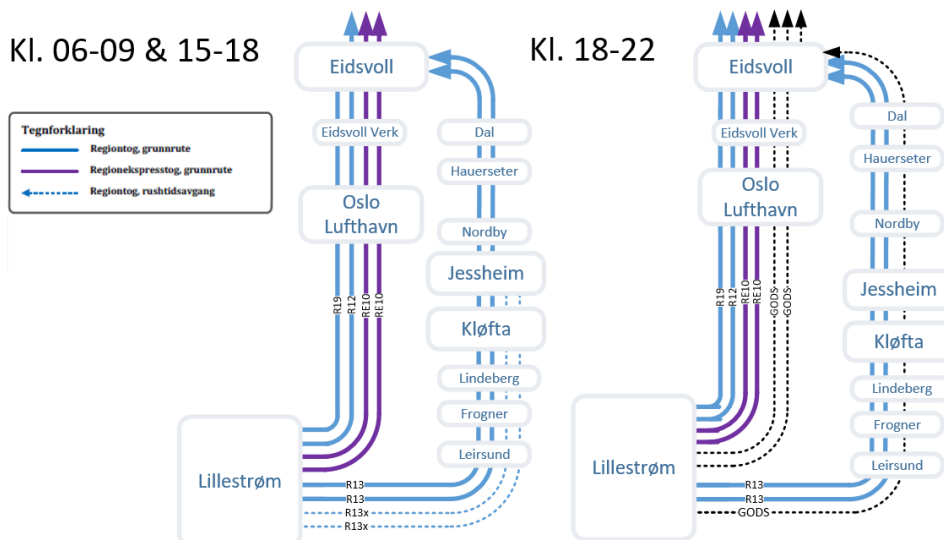 Kl. 06-09 & 15-18
Tegnforklaring
Regiontog, grunnrute
Regionekspresstog, grunnrute
Regiontog, rushtidsavgang
Eidsvoll
Eidsvoll Verk
Dal
Hauerseter
Oslo
Lufthavn
Nordby
Jessheim
R19
R12
RE10
RE10
Kløfta
Lindeberg
Frogner
Leirsund
Lillestrøm
R13
R13
R13x
R13x
Kl. 18-22
Eidsvoll
Dal
Eidsvoll Verk
Hauerseter
Oslo
Lufthavn
Nordby
Jessheim
R19
R12
RE10
RE10
GODS
GODS
Kløfta
Lindeberg
Frogner
Leirsund
Lillestrøm
R13
R13
GODS